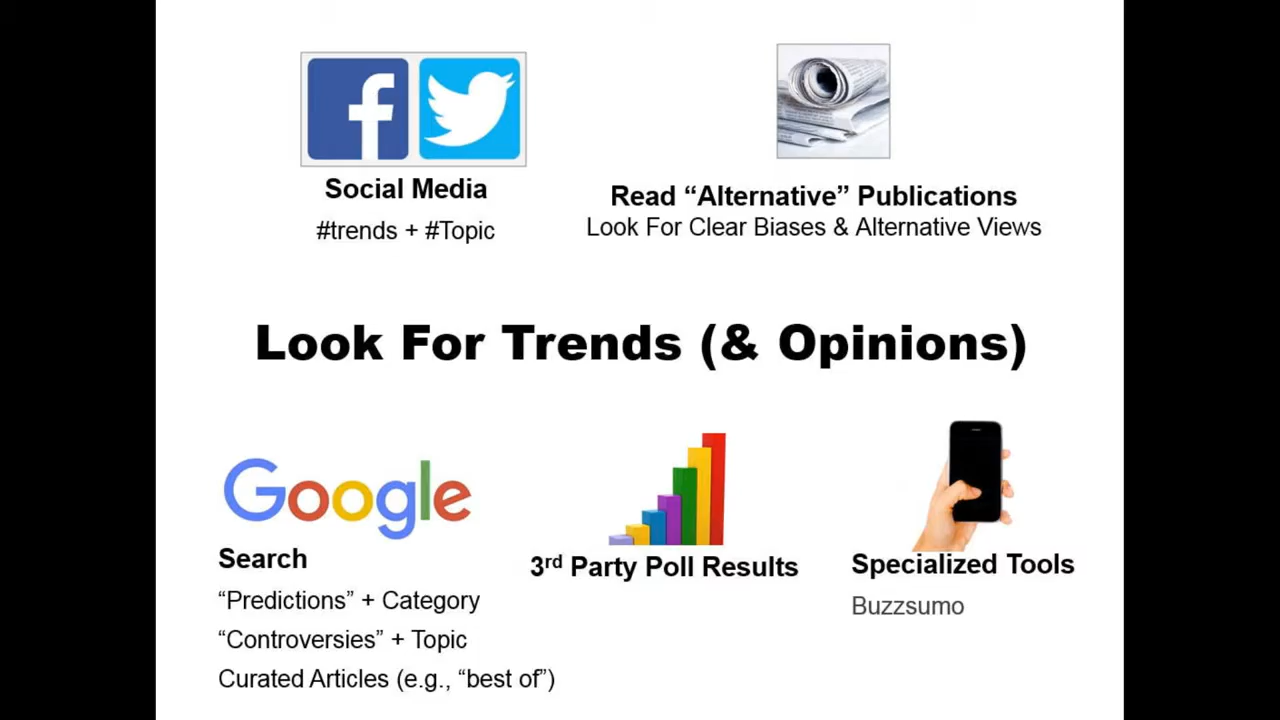 Social Media
#trends + #Topic
Read “Alternative” Publications
Look For Clear Biases & Alternative Views
Look For Trends (& Opinions)
Google
Search
“Predictions” + Category
“Controversies” + Topic
Curated Articles (e.g., “best of”)
3rd Party Poll Results
Specialized Tools
Buzzsumo